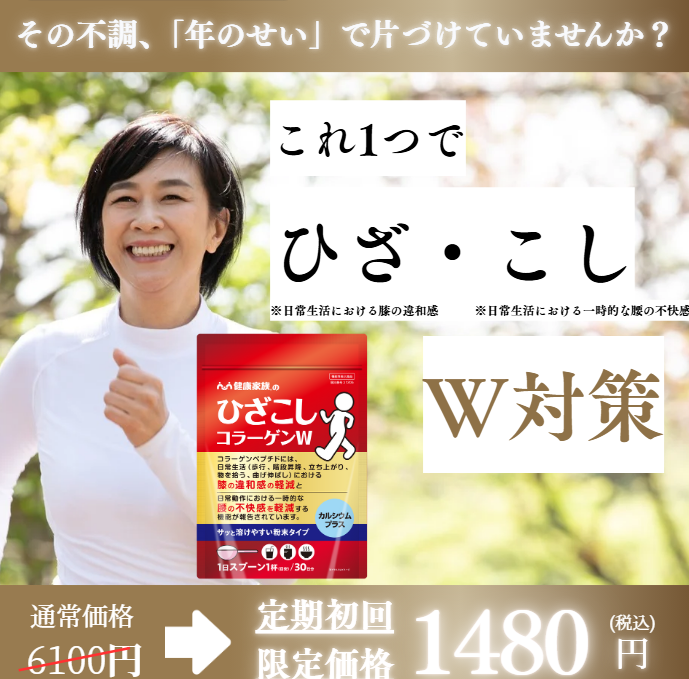 その不調、「年のせい」で片づけていませんか？
これ1つで
ひざ・こし
※日常生活における膝の違和感
※日常生活における一時的な腰の不快感
W対策
健康家族の
ひざこし
コラーゲンW
コラーゲンペプチドには、
日常生活（歩行、階段昇降、立ち上がり、
物を拾う、曲げ伸ばし）における
膝の違和感の軽減と
日常動作における一時的な
腰の不快感を軽減する
機能が報告されています。
カルシウム
プラス
サッと溶けやすい粉末タイプ
1日スプーン1杯(目安)/30日分
通常価格
6100円
定期初回
限定価格
1480
(税込)
円